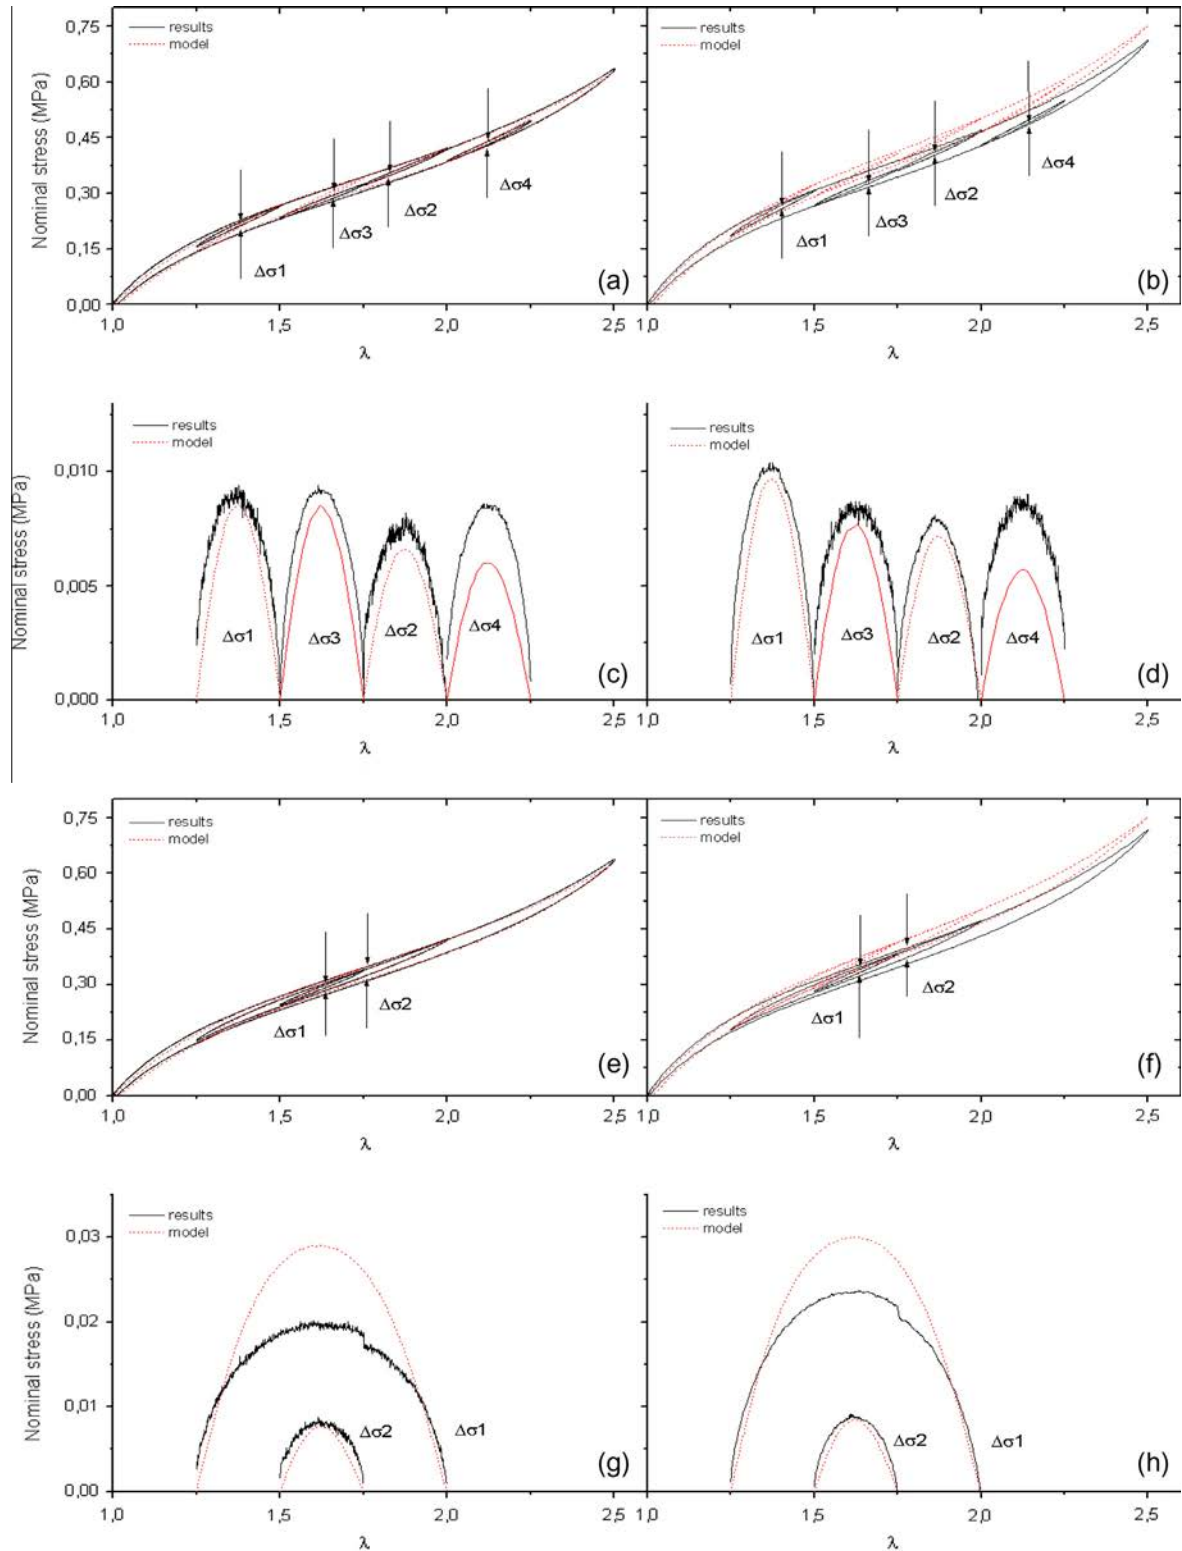 Nominal stress (MPa)
0,75
0,60
0,45
0,30
0,15
0,00
results
model
Δσ1
Δσ3
Δσ2
Δσ4
(a)
1,0
1,5
2,0
2,5
λ
results
model
Δσ1
Δσ3
Δσ2
Δσ4
(b)
1,0
1,5
2,0
2,5
λ
Nominal stress (MPa)
0,010
0,005
0,000
results
model
Δσ1
Δσ3
Δσ2
Δσ4
(c)
1,0
1,5
2,0
2,5
λ
results
model
Δσ1
Δσ3
Δσ2
Δσ4
(d)
1,0
1,5
2,0
2,5
λ
Nominal stress (MPa)
0,75
0,60
0,45
0,30
0,15
0,00
results
model
Δσ1
Δσ2
(e)
1,0
1,5
2,0
2,5
λ
results
model
Δσ1
Δσ2
(f)
1,0
1,5
2,0
2,5
λ
Nominal stress (MPa)
0,03
0,02
0,01
0,00
results
model
Δσ2
Δσ1
(g)
1,0
1,5
2,0
2,5
λ
results
model
Δσ2
Δσ1
(h)
1,0
1,5
2,0
2,5
λ